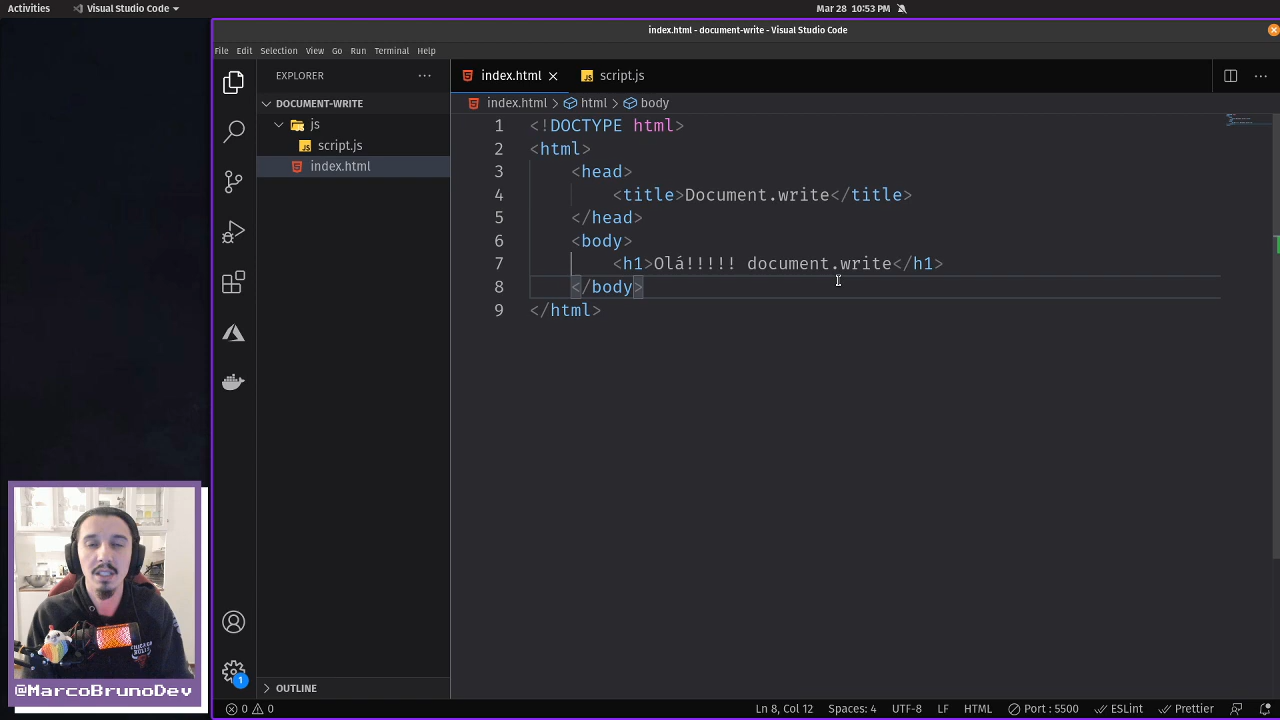 Activities
Visual Studio Code
Mar 28 10:53 PM
index.html - document-write - Visual Studio Code
File Edit Selection View Go Run Terminal Help
EXPLORER
DOCUMENT-WRITE
js
script.js
index.html
OUTLINE
index.html
script.js
index.html > html > body
1 <!DOCTYPE html>
2 <html>
3 <head>
4 <title>Document.write</title>
5 </head>
6 <body>
7 <h1>Olá!!!!! document.write</h1>
8 </body>
9 </html>
1
@MarcoBrunoDev
0 0
Ln 8, Col 12 Spaces: 4 UTF-8 LF HTML Port : 5500 ESLint Prettier